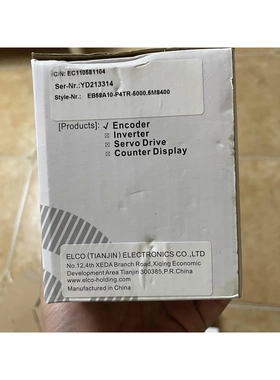 C/N: EC110581104
Ser-Nr.:YD213314
Style-Nr.: EB58A10-P4TR-5000.5M8400
[Products]: √ Encoder
Inverter
Servo Drive
Counter Display
ELCO (TIANJIN) ELECTRONICS CO.,LTD
No.12,4th XEDA Branch Road,Xiqing Economic
Development Area Tianjin 300385,P.R.China
www.elco-holding.com
Manufactured in China